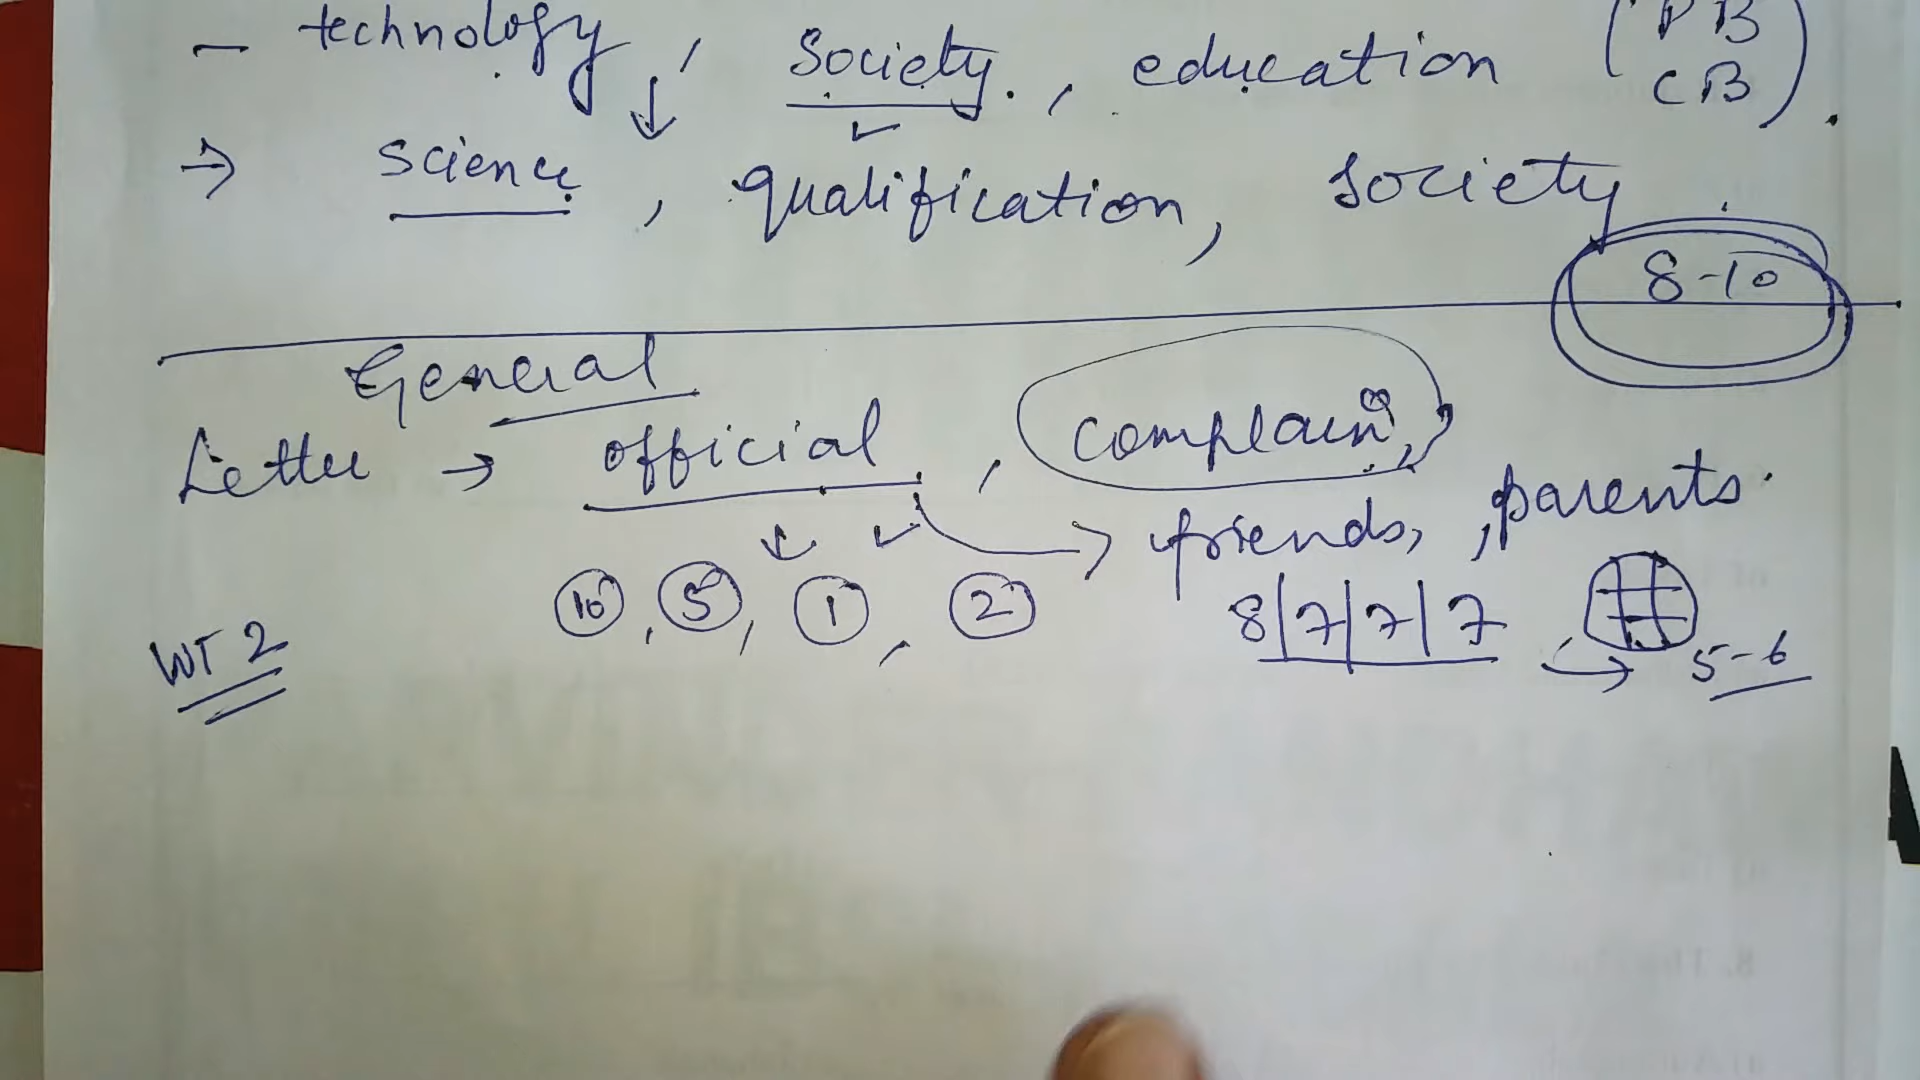 - technology, Society., education (PB
CB).
→ science, qualification, society
8-10
General
Letter → official, complain,
friends, parents.
10, 5, 1, 2
8|7|7|7
5-6
WT 2